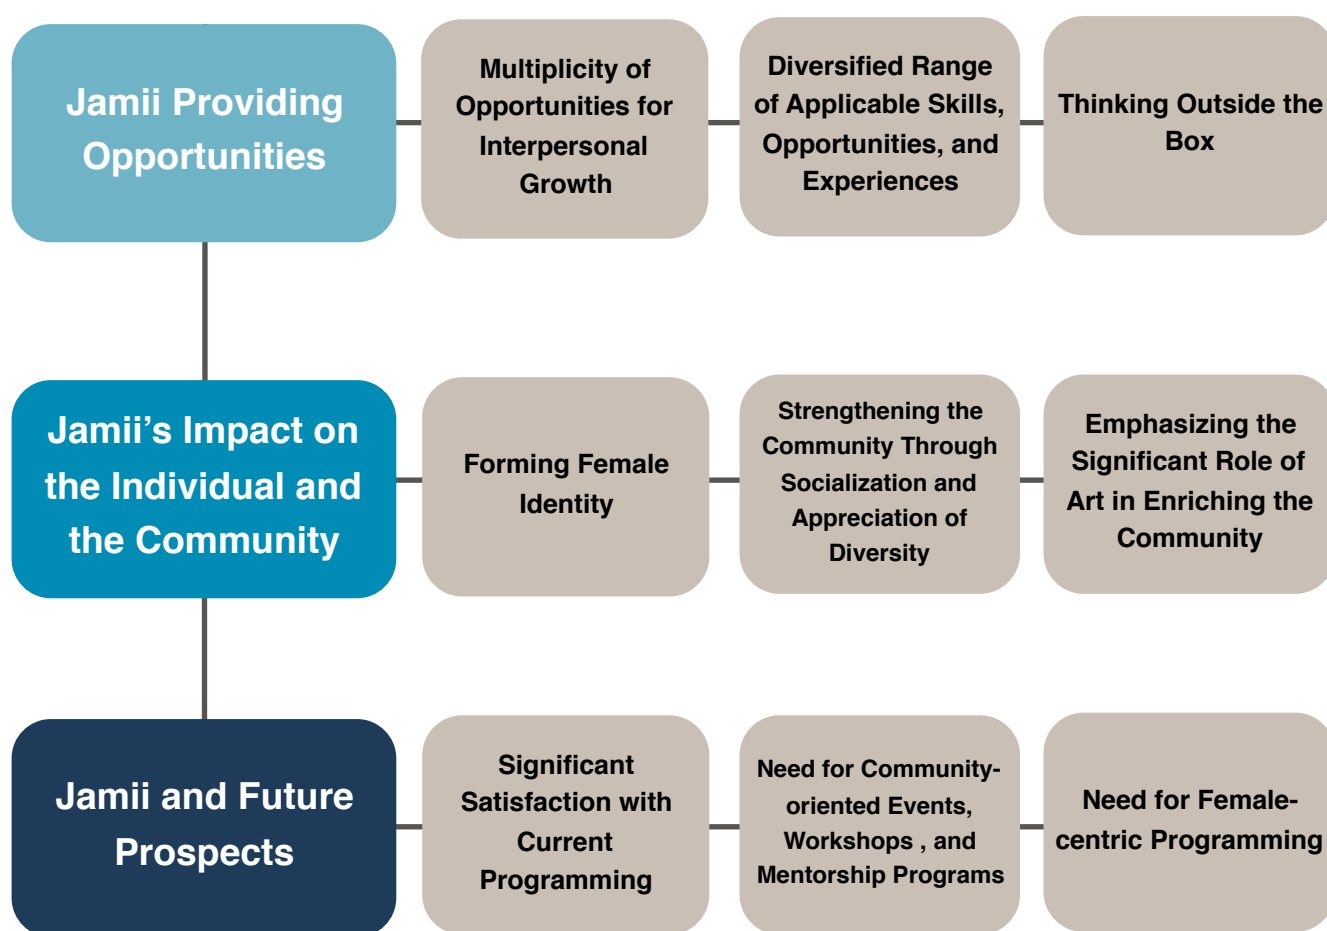 Jamii Providing
Opportunities
Multiplicity of
Opportunities for
Interpersonal
Growth
Diversified Range
of Applicable Skills,
Opportunities, and
Experiences
Thinking Outside the
Box
Jamii’s Impact on
the Individual and
the Community
Forming Female
Identity
Strengthening the
Community Through
Socialization and
Appreciation of
Diversity
Emphasizing the
Significant Role of
Art in Enriching the
Community
Jamii and Future
Prospects
Significant
Satisfaction with
Current
Programming
Need for Community-
oriented Events,
Workshops , and
Mentorship Programs
Need for Female-
centric Programming